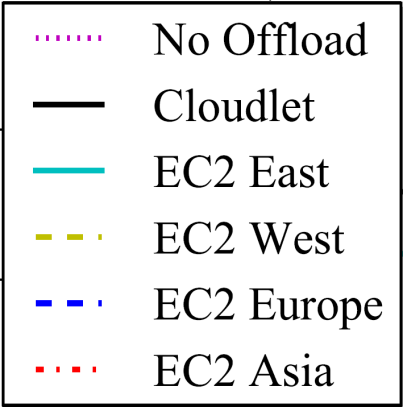 No Offload
Cloudlet
EC2 East
EC2 West
EC2 Europe
EC2 Asia